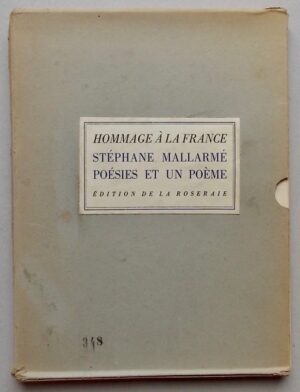 HOMMAGE À LA FRANCE
STÉPHANE MALLARMÉ
POÉSIES ET UN POÈME
ÉDITION DE LA ROSERAIE
348